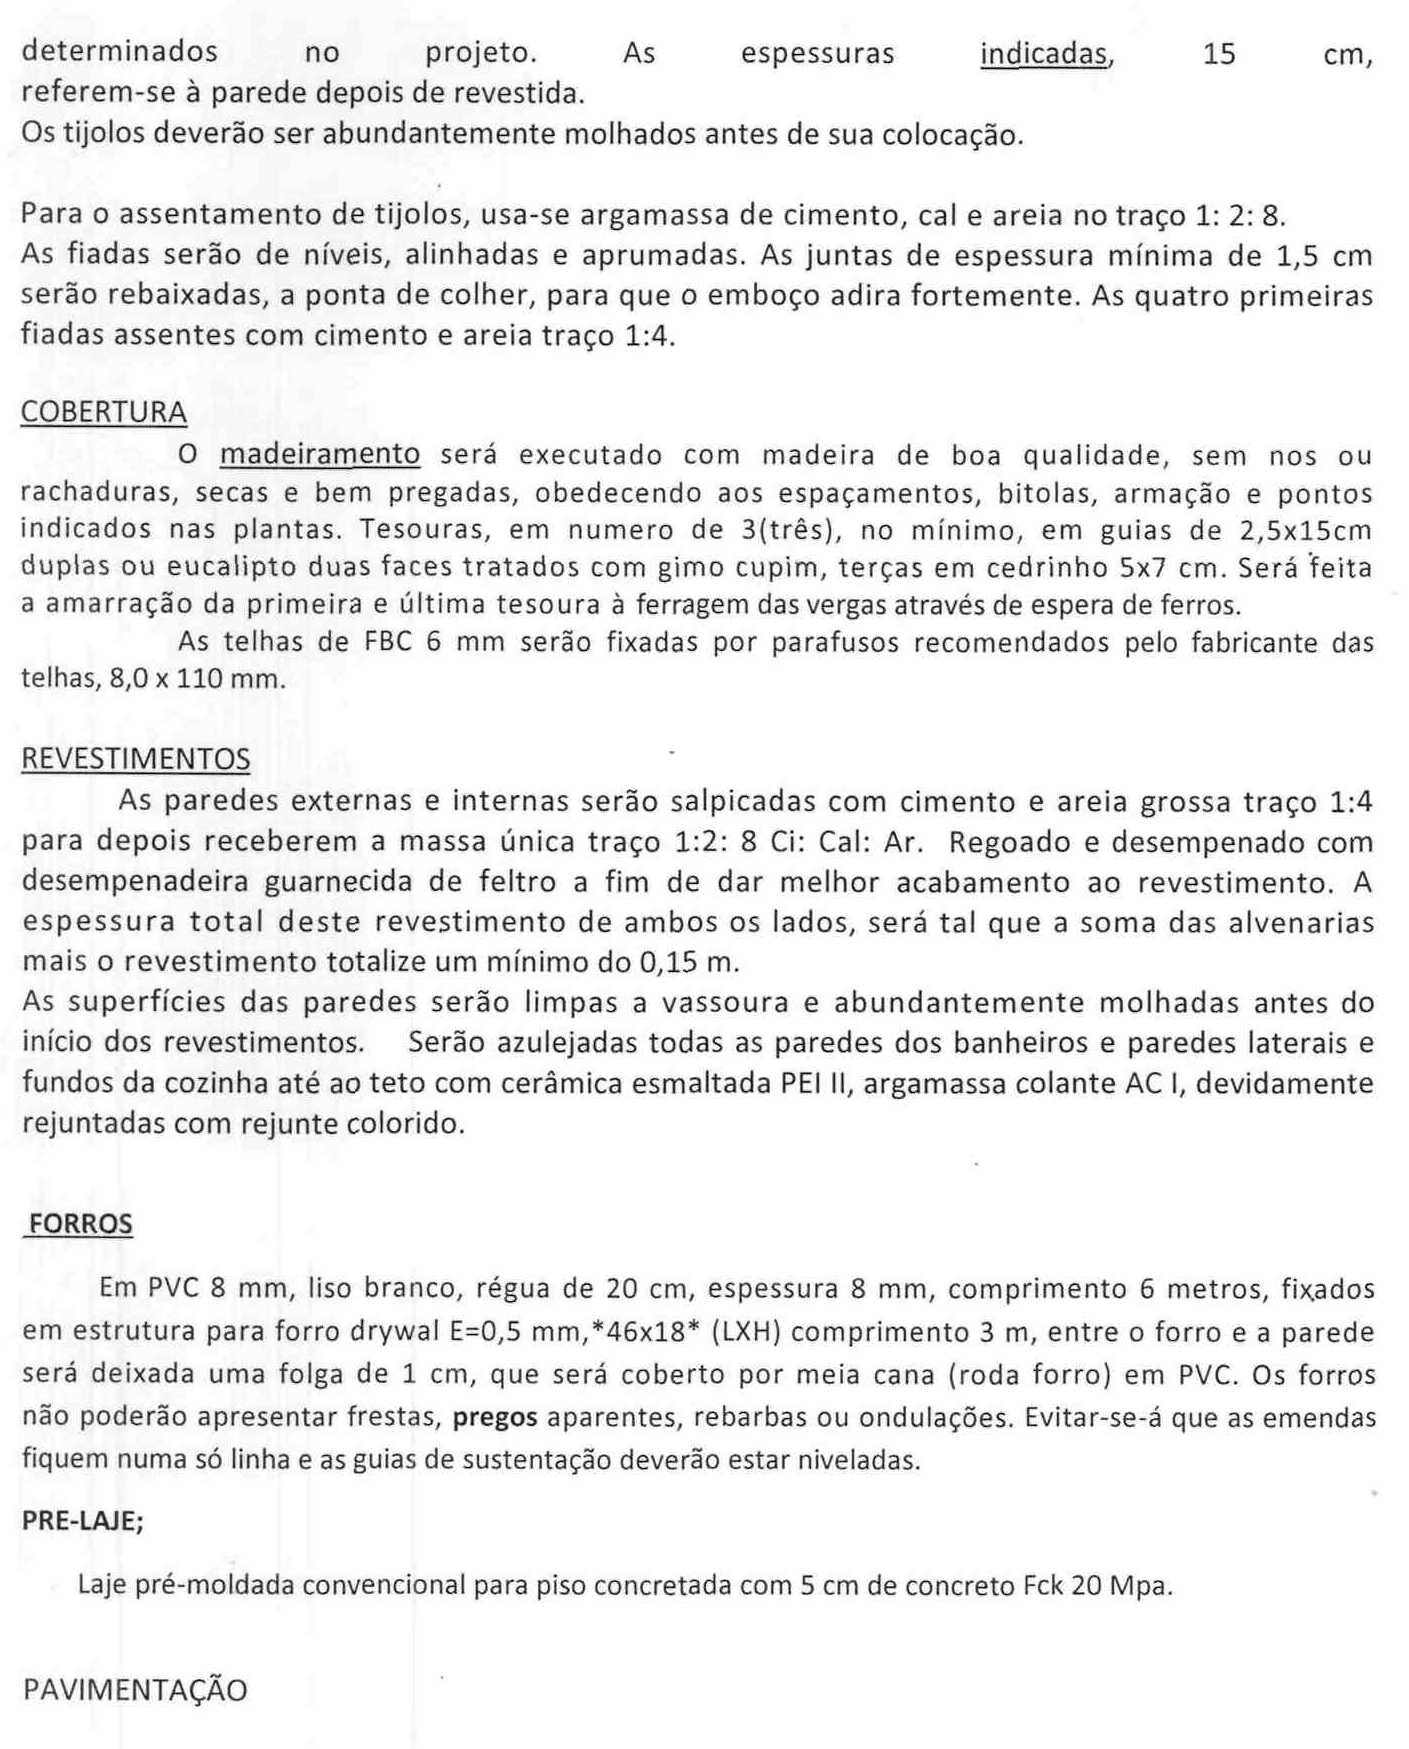 determinados no projeto. As espessuras indicadas, 15 cm,
referem-se à parede depois de revestida.
Os tijolos deverão ser abundantemente molhados antes de sua colocação.
Para o assentamento de tijolos, usa-se argamassa de cimento, cal e areia no traço 1: 2: 8.
As fiadas serão de níveis, alinhadas e aprumadas. As juntas de espessura mínima de 1,5 cm
serão rebaixadas, a ponta de colher, para que o emboço adira fortemente. As quatro primeiras
fiadas assentes com cimento e areia traço 1:4.
COBERTURA
O madeiramento será executado com madeira de boa qualidade, sem nos ou
rachaduras, secas e bem pregadas, obedecendo aos espaçamentos, bitolas, armação e pontos
indicados nas plantas. Tesouras, em numero de 3(três), no mínimo, em guias de 2,5x15cm
duplas ou eucalipto duas faces tratados com gimo cupim, terças em cedrinho 5x7 cm. Será feita
a amarração da primeira e última tesoura à ferragem das vergas através de espera de ferros.
As telhas de FBC 6 mm serão fixadas por parafusos recomendados pelo fabricante das
telhas, 8,0 x 110 mm.
REVESTIMENTOS
As paredes externas e internas serão salpicadas com cimento e areia grossa traço 1:4
para depois receberem a massa única traço 1:2: 8 Ci: Cal: Ar. Regoado e desempenado com
desempenadeira guarnecida de feltro a fim de dar melhor acabamento ao revestimento. A
espessura total deste revestimento de ambos os lados, será tal que a soma das alvenarias
mais o revestimento totalize um mínimo do 0,15 m.
As superfícies das paredes serão limpas a vassoura e abundantemente molhadas antes do
início dos revestimentos. Serão azulejadas todas as paredes dos banheiros e paredes laterais e
fundos da cozinha até ao teto com cerâmica esmaltada PEI II, argamassa colante AC I, devidamente
rejuntadas com rejunte colorido.
FORROS
Em PVC 8 mm, liso branco, régua de 20 cm, espessura 8 mm, comprimento 6 metros, fixados
em estrutura para forro drywal E=0,5 mm,*46x18* (LXH) comprimento 3 m, entre o forro e a parede
será deixada uma folga de 1 cm, que será coberto por meia cana (roda forro) em PVC. Os forros
não poderão apresentar frestas, pregos aparentes, rebarbas ou ondulações. Evitar-se-á que as emendas
fiquem numa só linha e as guias de sustentação deverão estar niveladas.
PRE-LAJE;
Laje pré-moldada convencional para piso concretada com 5 cm de concreto Fck 20 Mpa.
PAVIMENTAÇÃO